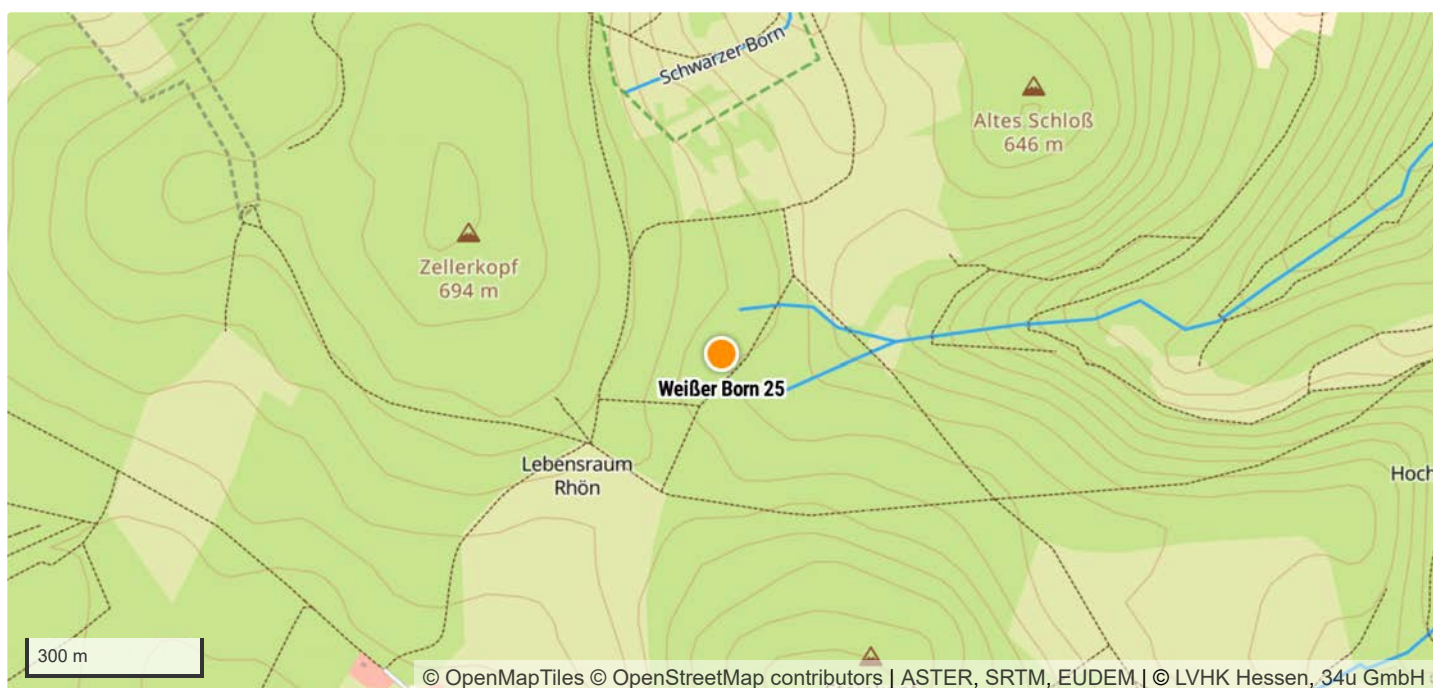 Schwarzer Born
Altes Schloß
646 m
Zellerkopf
694 m
Weißer Born 25
Lebensraum
Rhön
Hoch
300 m
© OpenMapTiles © OpenStreetMap contributors | ASTER, SRTM, EUDEM | © LVHK Hessen, 34u GmbH